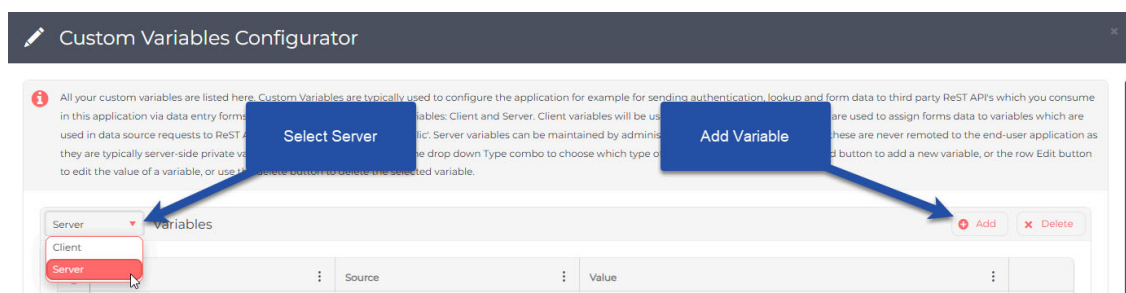 Custom Variables Configurator
All your custom variables are listed here. Custom Variables are typically used to configure the application for example for sending authentication, lookup and form data to third party ReST API's which you consume
in this application via data entry forms iables: Client and Server. Client variables will be us are used to assign forms data to variables which are
used in data source requests to ReST A lic'. Server variables can be maintained by adminis these are never remoted to the end-user application as
they are typically server-side private va e drop down Type combo to choose which type o d button to add a new variable, or the row Edit button
to edit the value of a variable, or use the delete button to delete the selected variable.
Select Server
Add Variable
Server Variables
Add Delete
Client
Server
Source Value